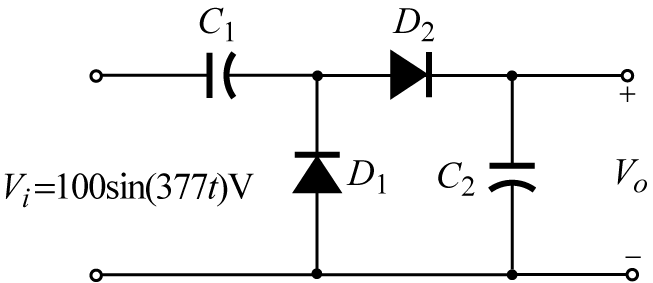 C₁
D₂
+
Vᵢ=100sin(377t)V
D₁
C₂
Vₒ
−